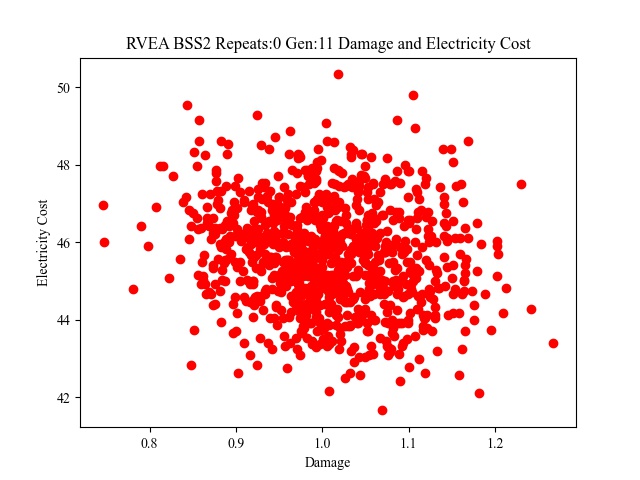 RVEA BSS2 Repeats:0 Gen:11 Damage and Electricity Cost
50
48
46
44
42
Electricity Cost
0.8 0.9 1.0 1.1 1.2
Damage